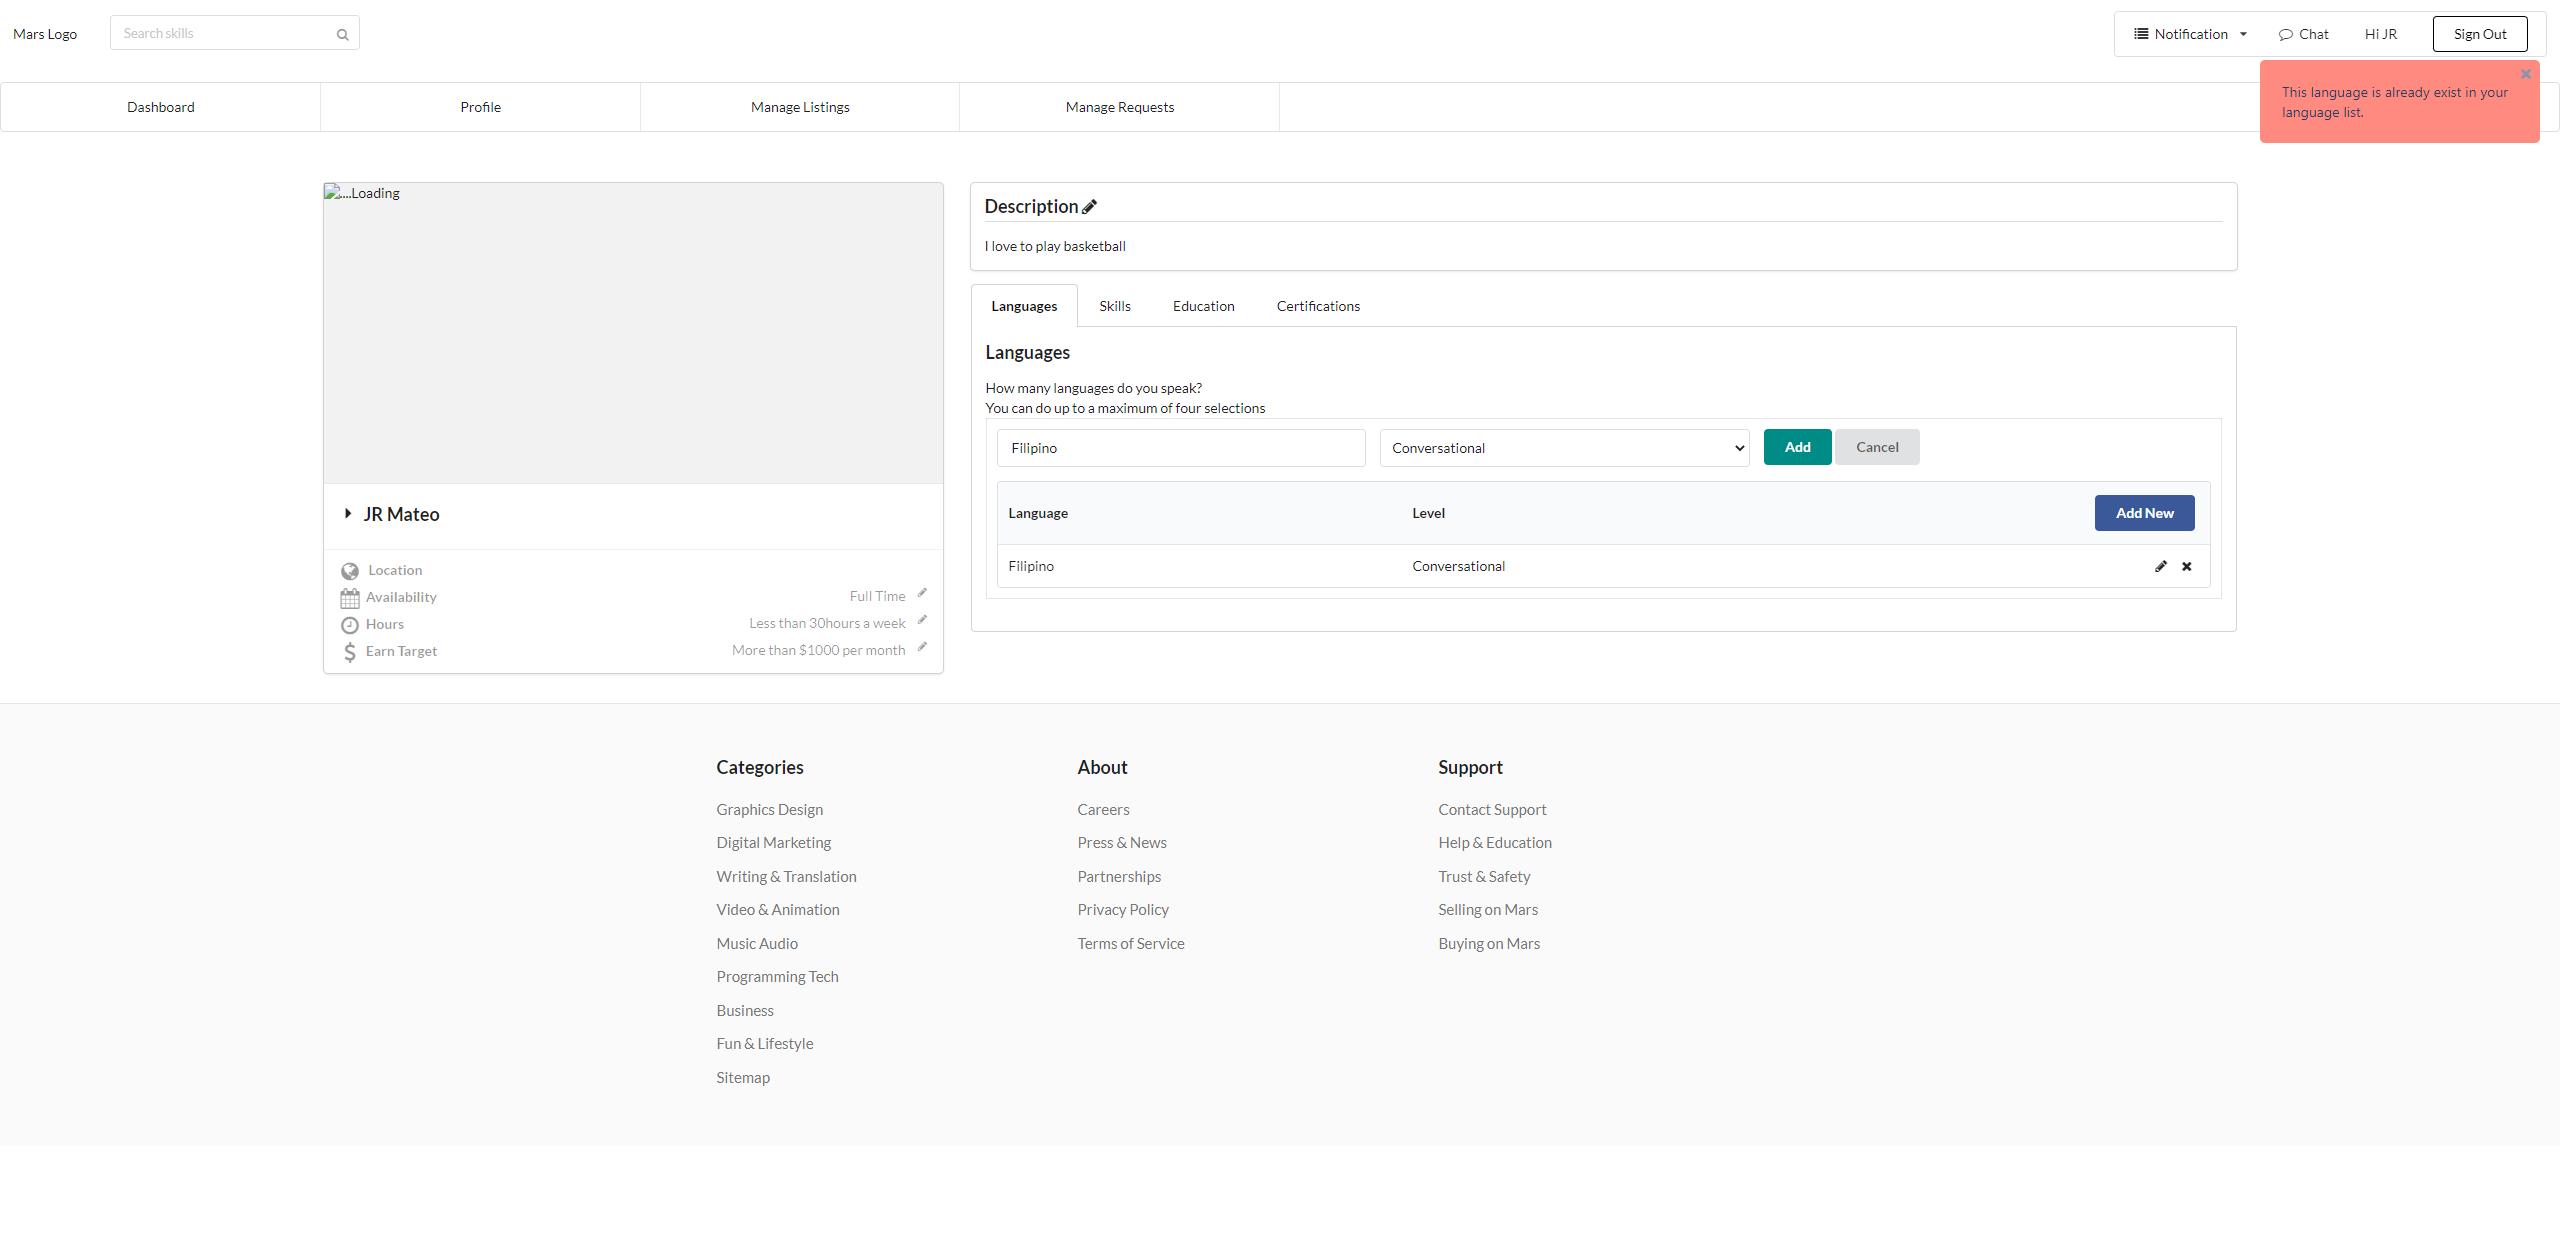 Mars Logo
Search skills
Notification
Chat
Hi JR
Sign Out
Dashboard
Profile
Manage Listings
Manage Requests
This language is already exist in your
language list.
...Loading
JR Mateo
Location
Availability
Full Time
Hours
Less than 30hours a week
Earn Target
More than $1000 per month
Description
I love to play basketball
Languages
Skills
Education
Certifications
Languages
How many languages do you speak?
You can do up to a maximum of four selections
Filipino
Conversational
Add
Cancel
Language
Level
Add New
Filipino
Conversational
Categories
Graphics Design
Digital Marketing
Writing & Translation
Video & Animation
Music Audio
Programming Tech
Business
Fun & Lifestyle
Sitemap
About
Careers
Press & News
Partnerships
Privacy Policy
Terms of Service
Support
Contact Support
Help & Education
Trust & Safety
Selling on Mars
Buying on Mars